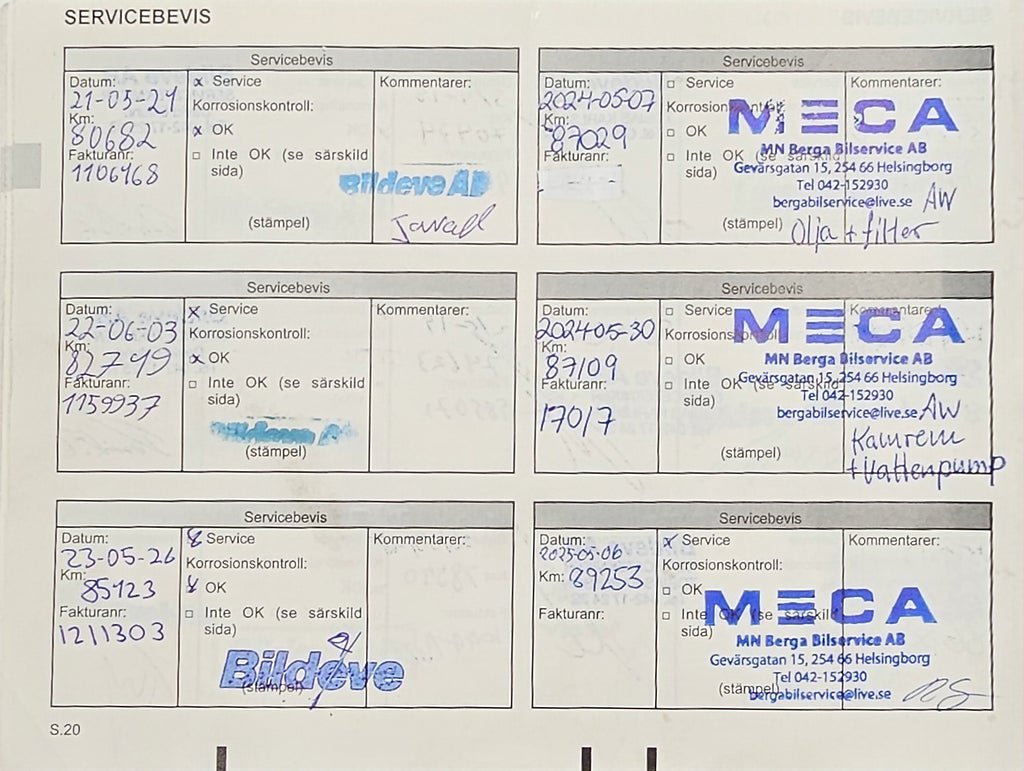 SERVICEBEVIS
Servicebevis
Datum:
21-05-21
Km:
80682
Fakturanr:
1106968
x Service
Korrosionskontroll:
x OK
□ Inte OK (se särskild
sida)
(stämpel)
Kommentarer:
Bildeve AB
Servicebevis
Datum:
2024-05-07
Km:
87029
Fakturanr:
□ Service
Korrosionskontroll:
□ OK
□ Inte OK (se särskild
sida)
(stämpel)
Kommentarer:
MECA
MN Berga Bilservice AB
Gevärsgatan 15, 254 66 Helsingborg
Tel 042-152930
bergabilservice@live.se AW
Olja + filter
Servicebevis
Datum:
22-06-03
Km:
82749
Fakturanr:
1159937
x Service
Korrosionskontroll:
x OK
□ Inte OK (se särskild
sida)
(stämpel)
Kommentarer:
Servicebevis
Datum:
202405-30
Km:
87109
Fakturanr:
17017
□ Service
Korrosionskontroll
□ OK
□ Inte OK (se särskild
sida)
(stämpel)
Kommentarer:
MECA
MN Berga Bilservice AB
Gevärsgatan 15, 254 66 Helsingborg
Tel 042-152930
bergabilservice@live.se AW
Kamrem
+Vattenpump
Servicebevis
Datum:
23-05-26
Km:
85123
Fakturanr:
1211303
x Service
Korrosionskontroll:
x OK
□ Inte OK (se särskild
sida)
Bildeve
(stämpel)
Kommentarer:
Servicebevis
Datum:
2025-05-06
Km: 89253
Fakturanr:
x Service
Korrosionskontroll:
□ OK
□ Inte OK (se särskild
sida)
(stämpel)
Kommentarer:
MECA
MN Berga Bilservice AB
Gevärsgatan 15, 254 66 Helsingborg
Tel 042-152930
bergabilservice@live.se
S.20